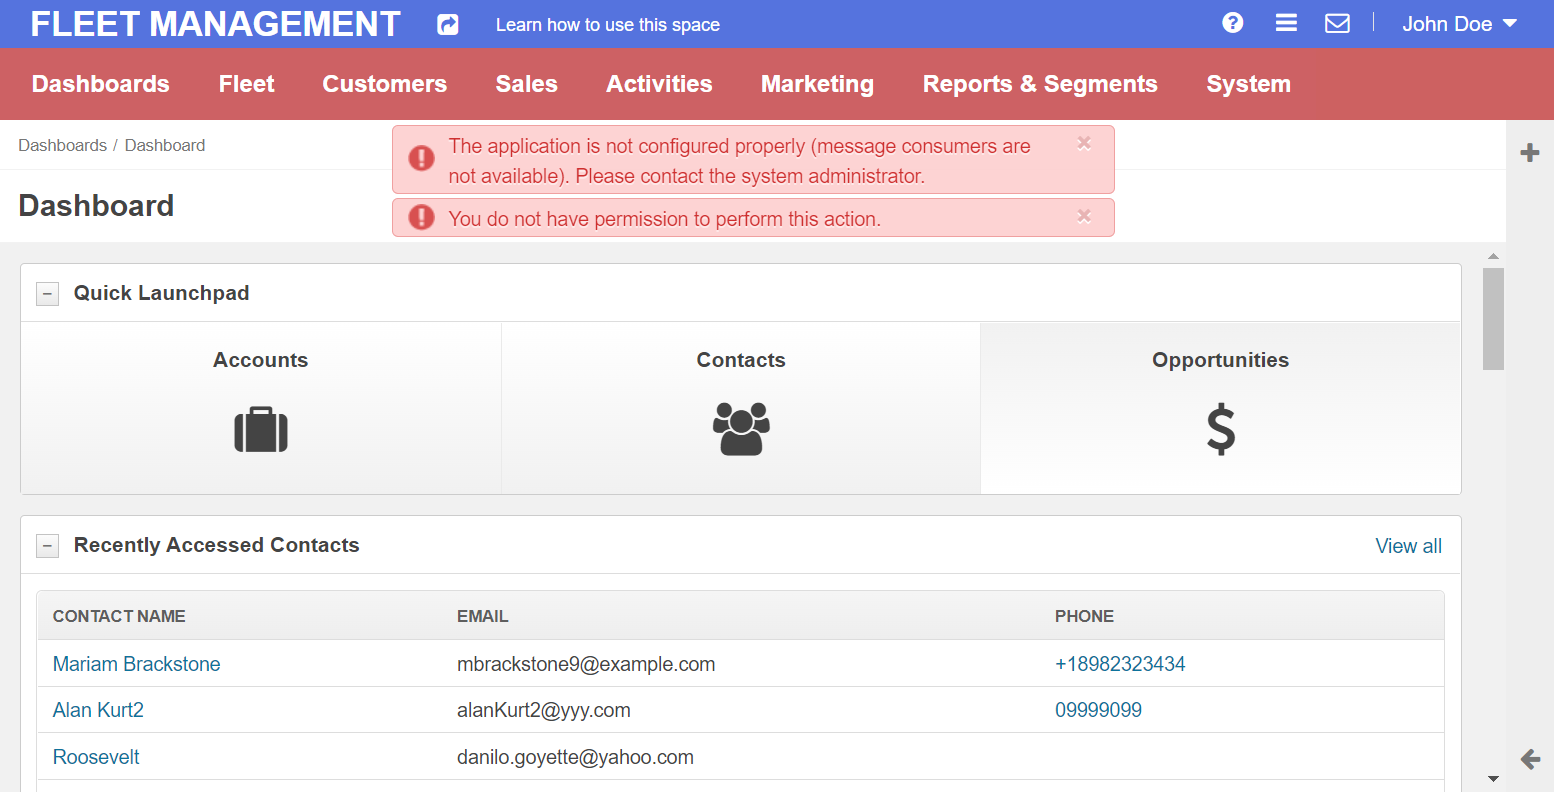 FLEET MANAGEMENT
Learn how to use this space
John Doe
Dashboards Fleet Customers Sales Activities Marketing Reports & Segments System
Dashboards / Dashboard
The application is not configured properly (message consumers are
not available). Please contact the system administrator.
You do not have permission to perform this action.
Dashboard
Quick Launchpad
Accounts Contacts Opportunities
Recently Accessed Contacts View all
CONTACT NAME EMAIL PHONE
Mariam Brackstone mbrackstone9@example.com +18982323434
Alan Kurt2 alanKurt2@yyy.com 09999099
Roosevelt danilo.goyette@yahoo.com